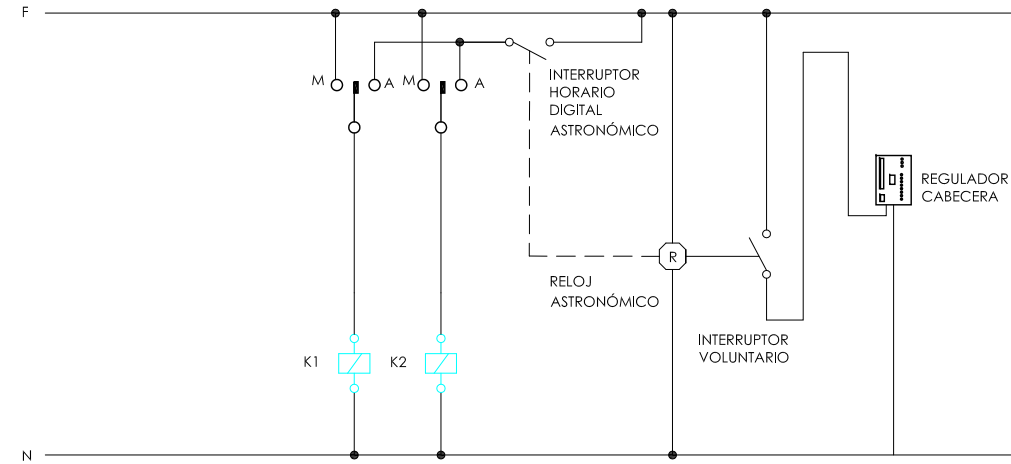 F
M
A
M
A
INTERRUPTOR
HORARIO
DIGITAL
ASTRONÓMICO
REGULADOR
CABECERA
R
RELOJ
ASTRONÓMICO
INTERRUPTOR
VOLUNTARIO
K1
K2
N